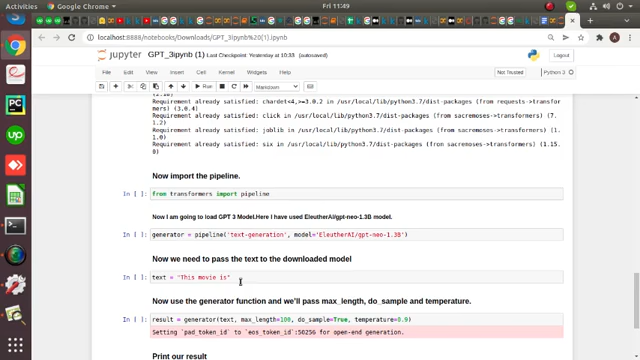 Activities Google Chrome Fri 11:49
localhost:8888/notebooks/Downloads/GPT_3ipynb%20(1).ipynb
jupyter GPT_3ipynb (1) Last Checkpoint: Yesterday at 10:33 (autosaved) Logout
File Edit View Insert Cell Kernel Widgets Help Not Trusted Python 3
Run Markdown
Requirement already satisfied: chardet<4,>=3.0.2 in /usr/local/lib/python3.7/dist-packages (from requests->transfor
mers) (3.0.4)
Requirement already satisfied: click in /usr/local/lib/python3.7/dist-packages (from sacremoses->transformers) (7.
1.2)
Requirement already satisfied: joblib in /usr/local/lib/python3.7/dist-packages (from sacremoses->transformers) (1.
1.0)
Requirement already satisfied: six in /usr/local/lib/python3.7/dist-packages (from sacremoses->transformers) (1.15.
0)
Now import the pipeline.
In [ ]: from transformers import pipeline
Now I am going to load GPT 3 Model.Here I have used EleutherAI/gpt-neo-1.3B model.
In [ ]: generator = pipeline('text-generation', model='EleutherAI/gpt-neo-1.3B')
Now we need to pass the text to the downloaded model
In [ ]: text = "This movie is"
Now use the generator function and we'll pass max_length, do_sample and temperature.
In [ ]: result = generator(text, max_length=100, do_sample=True, temperature=0.9)
Setting `pad_token_id` to `eos_token_id`:50256 for open-end generation.
Print our result